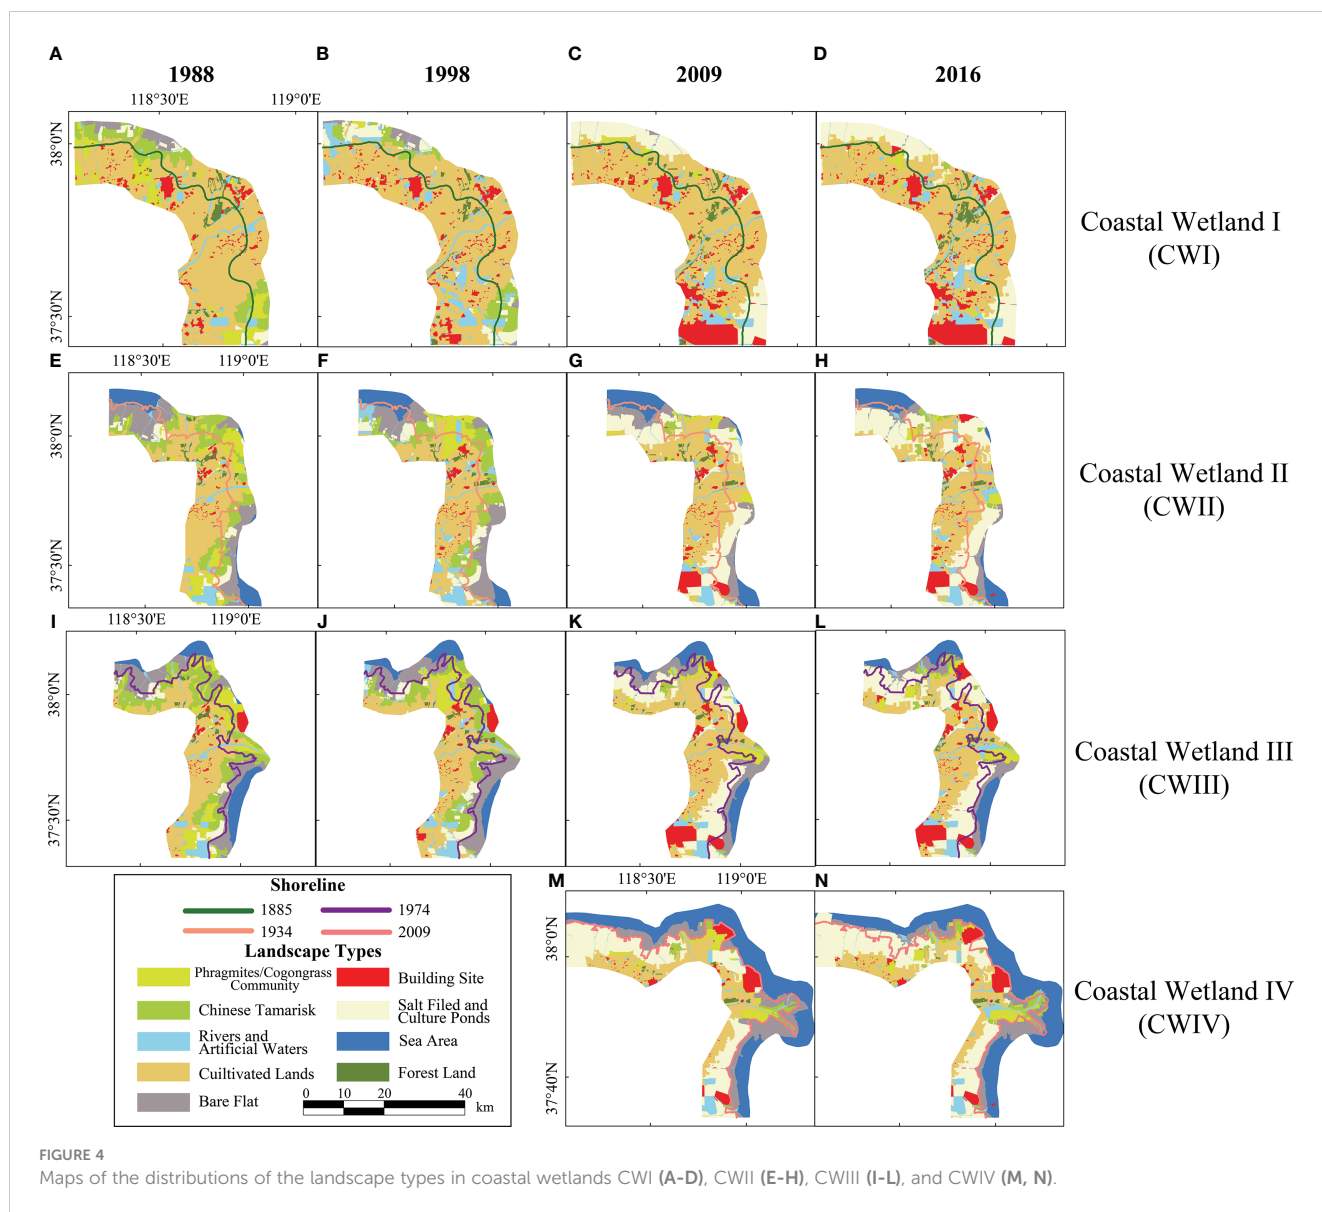 A
B
C
D
1988
1998
2009
2016
118°30'E
119°0'E
38°0'N
37°30'N
Coastal Wetland I
(CWI)
E
118°30'E
119°0'E
F
G
H
38°0'N
37°30'N
Coastal Wetland II
(CWII)
I
118°30'E
119°0'E
J
K
L
38°0'N
37°30'N
Coastal Wetland III
(CWIII)
M
118°30'E
119°0'E
N
38°0'N
37°40'N
Coastal Wetland IV
(CWIV)
Shoreline
1885
1974
1934
2009
Landscape Types
Phragmites/Cogongrass
Community
Building Site
Chinese Tamarisk
Salt Filed and
Culture Ponds
Rivers and
Artificial Waters
Sea Area
Cuiltivated Lands
Forest Land
Bare Flat
0 10 20 40
km
FIGURE 4
Maps of the distributions of the landscape types in coastal wetlands CWI (A-D), CWII (E-H), CWIII (I-L), and CWIV (M, N).